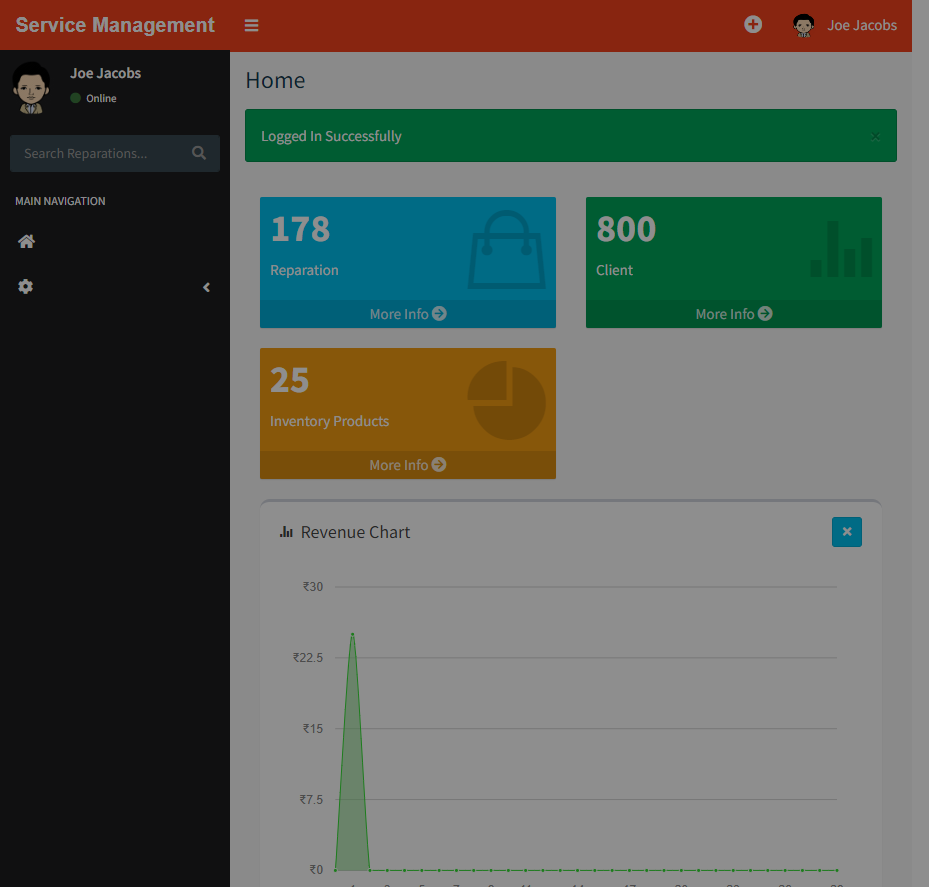 Service Management
Joe Jacobs
Joe Jacobs
Online
Search Reparations...
MAIN NAVIGATION
Home
Logged In Successfully
×
178
Reparation
More Info
800
Client
More Info
25
Inventory Products
More Info
Revenue Chart
₹30
₹22.5
₹15
₹7.5
₹0